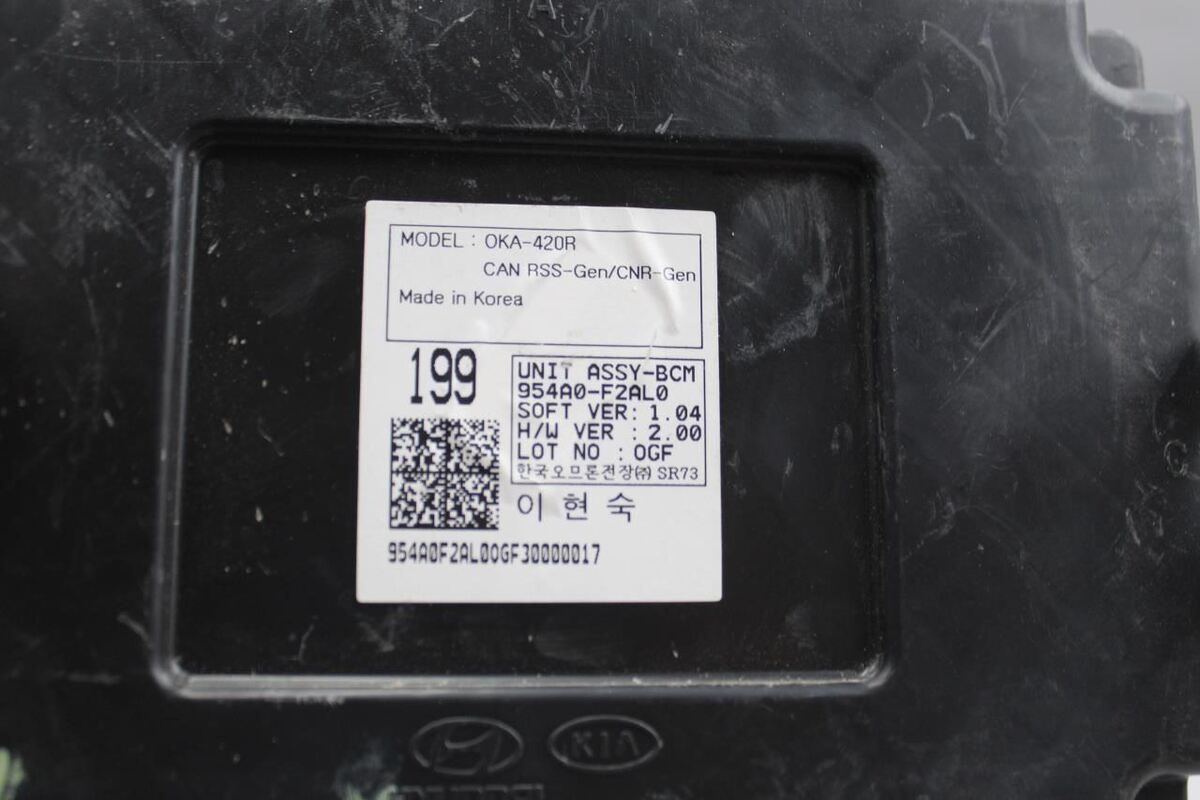 MODEL : OKA-420R
CAN RSS-Gen/CNR-Gen
Made in Korea
199
UNIT ASSY-BCM
954A0-F2AL0
SOFT VER: 1.04
H/W VER : 2.00
LOT NO : OGF
한국오므론전장㈜ SR73
이현숙
954A0F2AL0OGF30000017
KIA